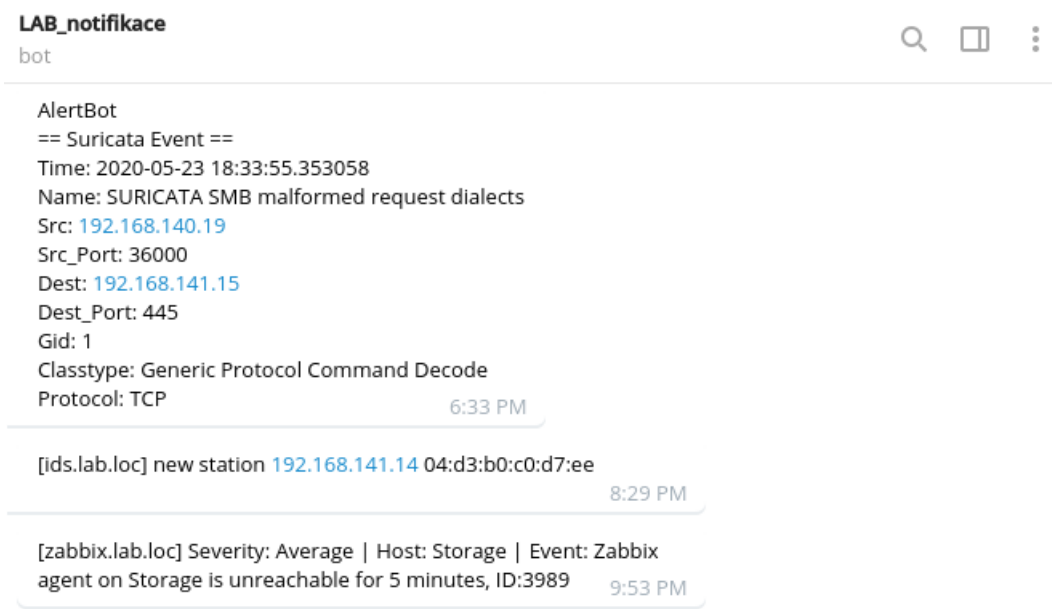 LAB_notifikace
bot
AlertBot
== Suricata Event ==
Time: 2020-05-23 18:33:55.353058
Name: SURICATA SMB malformed request dialects
Src: 192.168.140.19
Src_Port: 36000
Dest: 192.168.141.15
Dest_Port: 445
Gid: 1
Classtype: Generic Protocol Command Decode
Protocol: TCP
6:33 PM
[ids.lab.loc] new station 192.168.141.14 04:d3:b0:c0:d7:ee
8:29 PM
[zabbix.lab.loc] Severity: Average | Host: Storage | Event: Zabbix
agent on Storage is unreachable for 5 minutes, ID:3989
9:53 PM